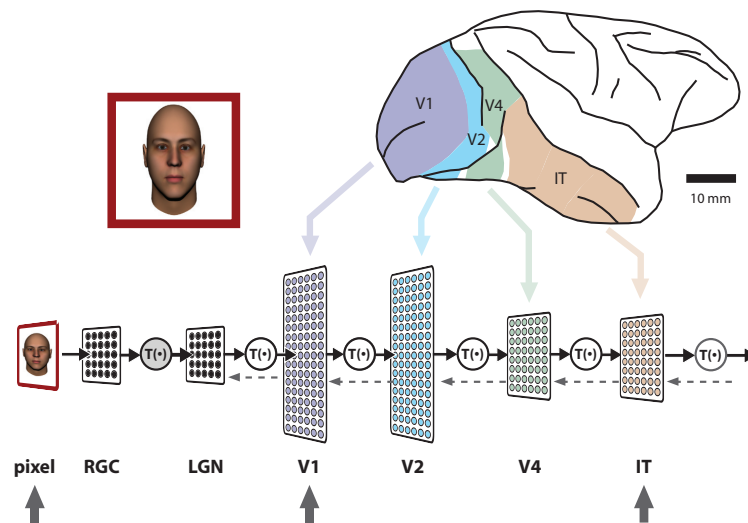 V1
V4
V2
IT
10 mm
T(•) T(•) T(•) T(•) T(•) T(•)
pixel RGC LGN V1 V2 V4 IT